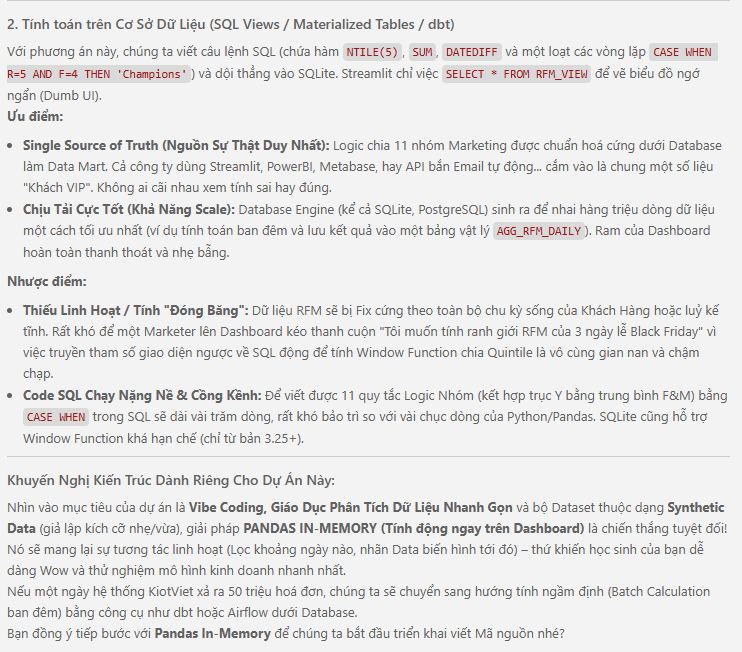 2. Tính toán trên Cơ Sở Dữ Liệu (SQL Views / Materialized Tables / dbt)
Với phương án này, chúng ta viết câu lệnh SQL (chứa hàm NTILE(5), SUM, DATEDIFF và một loạt các vòng lặp CASE WHEN
R=5 AND F=4 THEN 'Champions') và dội thẳng vào SQLite. Streamlit chỉ việc SELECT * FROM RFM_VIEW để vẽ biểu đồ ngớ
ngẩn (Dumb UI).
Ưu điểm:
• Single Source of Truth (Nguồn Sự Thật Duy Nhất): Logic chia 11 nhóm Marketing được chuẩn hoá cứng dưới Database
làm Data Mart. Cả công ty dùng Streamlit, PowerBI, Metabase, hay API bắn Email tự động... cắm vào là chung một số liệu
"Khách VIP". Không ai cãi nhau xem tính sai hay đúng.
• Chịu Tải Cực Tốt (Khả Năng Scale): Database Engine (kể cả SQLite, PostgreSQL) sinh ra để nhai hàng triệu dòng dữ liệu
một cách tối ưu nhất (ví dụ tính toán ban đêm và lưu kết quả vào một bảng vật lý AGG_RFM_DAILY). Ram của Dashboard
hoàn toàn thanh thoát và nhẹ bẫng.
Nhược điểm:
• Thiếu Linh Hoạt / Tính "Đóng Băng": Dữ liệu RFM sẽ bị Fix cứng theo toàn bộ chu kỳ sống của Khách Hàng hoặc luỹ kế
tĩnh. Rất khó để một Marketer lên Dashboard kéo thanh cuộn "Tôi muốn tính ranh giới RFM của 3 ngày lễ Black Friday" vì
việc truyền tham số giao diện ngược về SQL động để tính Window Function chia Quintile là vô cùng gian nan và chậm
chạp.
• Code SQL Chạy Nặng Nề & Cồng Kềnh: Để viết được 11 quy tắc Logic Nhóm (kết hợp trục Y bằng trung bình F&M) bằng
CASE WHEN trong SQL sẽ dài vài trăm dòng, rất khó bảo trì so với vài chục dòng của Python/Pandas. SQLite cũng hỗ trợ
Window Function khá hạn chế (chỉ từ bản 3.25+).
Khuyến Nghị Kiến Trúc Dành Riêng Cho Dự Án Này:
Nhìn vào mục tiêu của dự án là Vibe Coding, Giáo Dục Phân Tích Dữ Liệu Nhanh Gọn và bộ Dataset thuộc dạng Synthetic
Data (giả lập kích cỡ nhẹ/vừa), giải pháp PANDAS IN-MEMORY (Tính động ngay trên Dashboard) là chiến thắng tuyệt đối!
Nó sẽ mang lại sự tương tác linh hoạt (Lọc khoảng ngày nào, nhãn Data biến hình tới đó) – thứ khiến học sinh của bạn dễ
dàng Wow và thử nghiệm mô hình kinh doanh nhanh nhất.
Nếu một ngày hệ thống KiotViet xả ra 50 triệu hoá đơn, chúng ta sẽ chuyển sang hướng tính ngầm định (Batch Calculation
ban đêm) bằng công cụ như dbt hoặc Airflow dưới Database.
Bạn đồng ý tiếp bước với Pandas In-Memory để chúng ta bắt đầu triển khai viết Mã nguồn nhé?